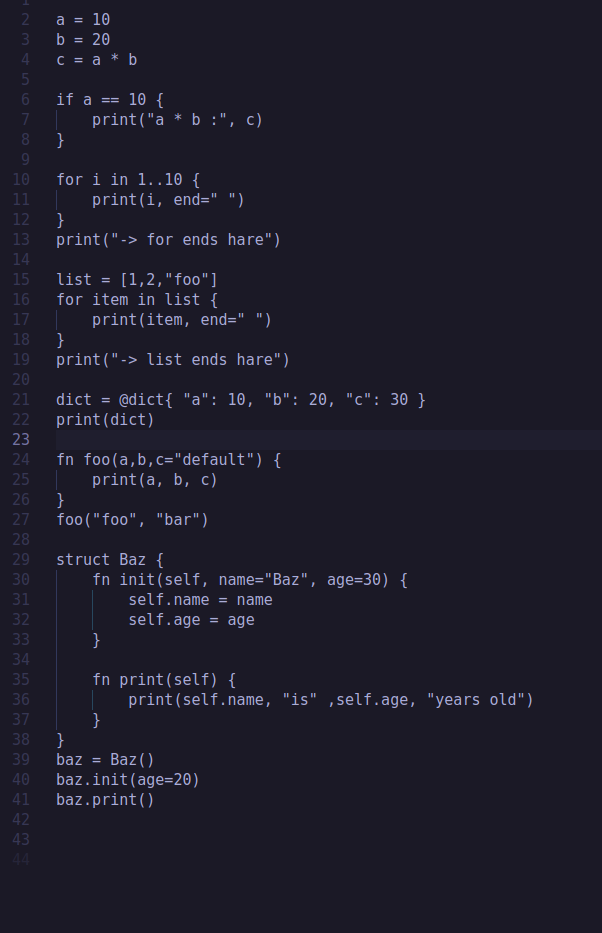 1
2 a = 10
3 b = 20
4 c = a * b
5
6 if a == 10 {
7     print("a * b :", c)
8 }
9
10 for i in 1..10 {
11     print(i, end=" ")
12 }
13 print("-> for ends hare")
14
15 list = [1,2,"foo"]
16 for item in list {
17     print(item, end=" ")
18 }
19 print("-> list ends hare")
20
21 dict = @dict{ "a": 10, "b": 20, "c": 30 }
22 print(dict)
23
24 fn foo(a,b,c="default") {
25     print(a, b, c)
26 }
27 foo("foo", "bar")
28
29 struct Baz {
30     fn init(self, name="Baz", age=30) {
31         self.name = name
32         self.age = age
33     }
34
35     fn print(self) {
36         print(self.name, "is" ,self.age, "years old")
37     }
38 }
39 baz = Baz()
40 baz.init(age=20)
41 baz.print()
42
43
44